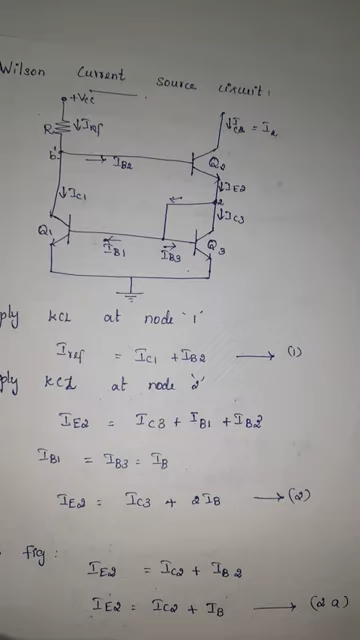 Wilson Current Source circuit:
+Vcc
R ↓Iref
↓Ic2 = I2
b'
→ IB2
Q2
↓Ic1
↓IE2
2
↓Ic3
Q1
IB1
IB3
Q3
ply KCL at node '1'
Iref = Ic1 + IB2 ⟶ (1)
ply KCL at node '2'
IE2 = IC3 + IB1 + IB2
IB1 = IB3 = IB
IE2 = IC3 + 2IB ⟶ (2)
fig :
IE2 = IC2 + IB2
IE2 = IC2 + IB ⟶ (2a)